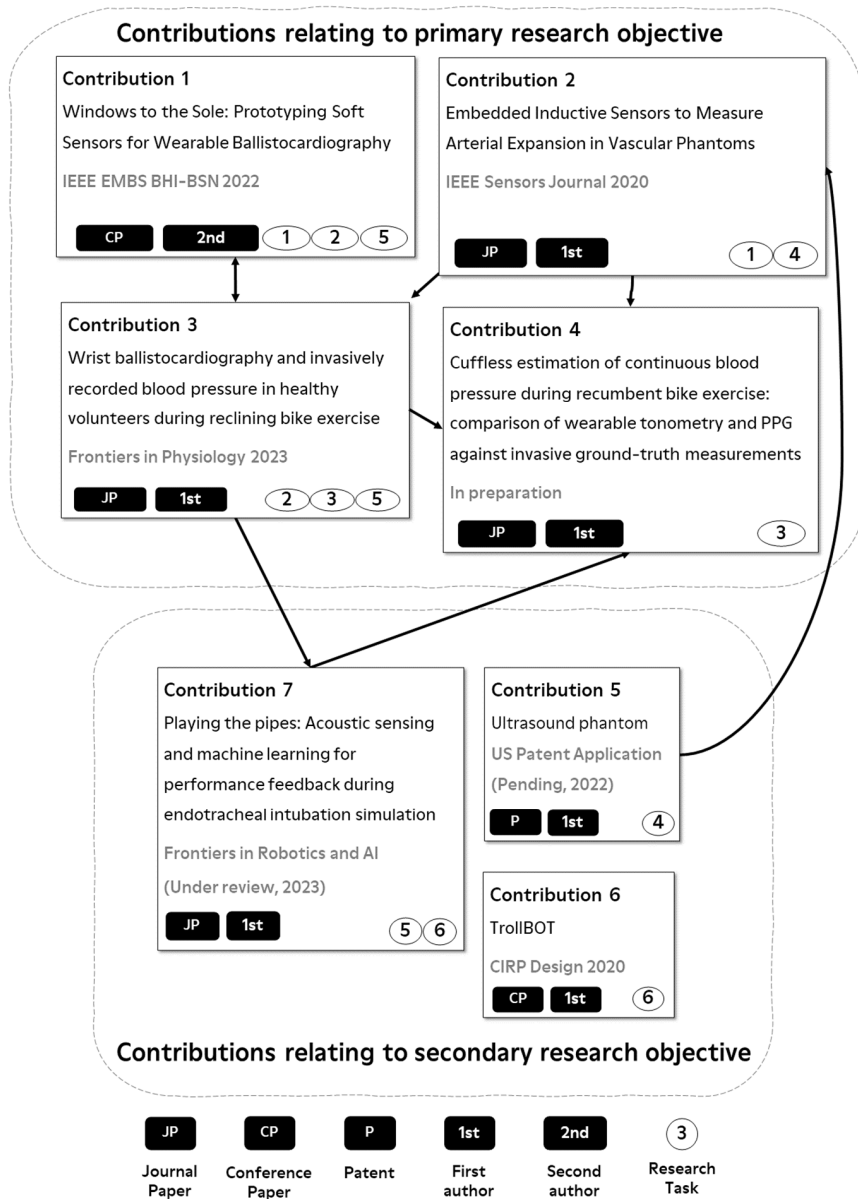 Contributions relating to primary research objective
Contribution 1
Windows to the Sole: Prototyping Soft
Sensors for Wearable Ballistocardiography
IEEE EMBS BHI-BSN 2022
CP 2nd 1 2 5
Contribution 2
Embedded Inductive Sensors to Measure
Arterial Expansion in Vascular Phantoms
IEEE Sensors Journal 2020
JP 1st 1 4
Contribution 3
Wrist ballistocardiography and invasively
recorded blood pressure in healthy
volunteers during reclining bike exercise
Frontiers in Physiology 2023
JP 1st 2 3 5
Contribution 4
Cuffless estimation of continuous blood
pressure during recumbent bike exercise:
comparison of wearable tonometry and PPG
against invasive ground-truth measurements
In preparation
JP 1st 3
Contribution 7
Playing the pipes: Acoustic sensing
and machine learning for
performance feedback during
endotracheal intubation simulation
Frontiers in Robotics and AI
(Under review, 2023)
JP 1st 5 6
Contribution 5
Ultrasound phantom
US Patent Application
(Pending, 2022)
P 1st 4
Contribution 6
TrollBOT
CIRP Design 2020
CP 1st 6
Contributions relating to secondary research objective
JP CP P 1st 2nd 3
Journal
Paper
Conference
Paper
Patent
First
author
Second
author
Research
Task